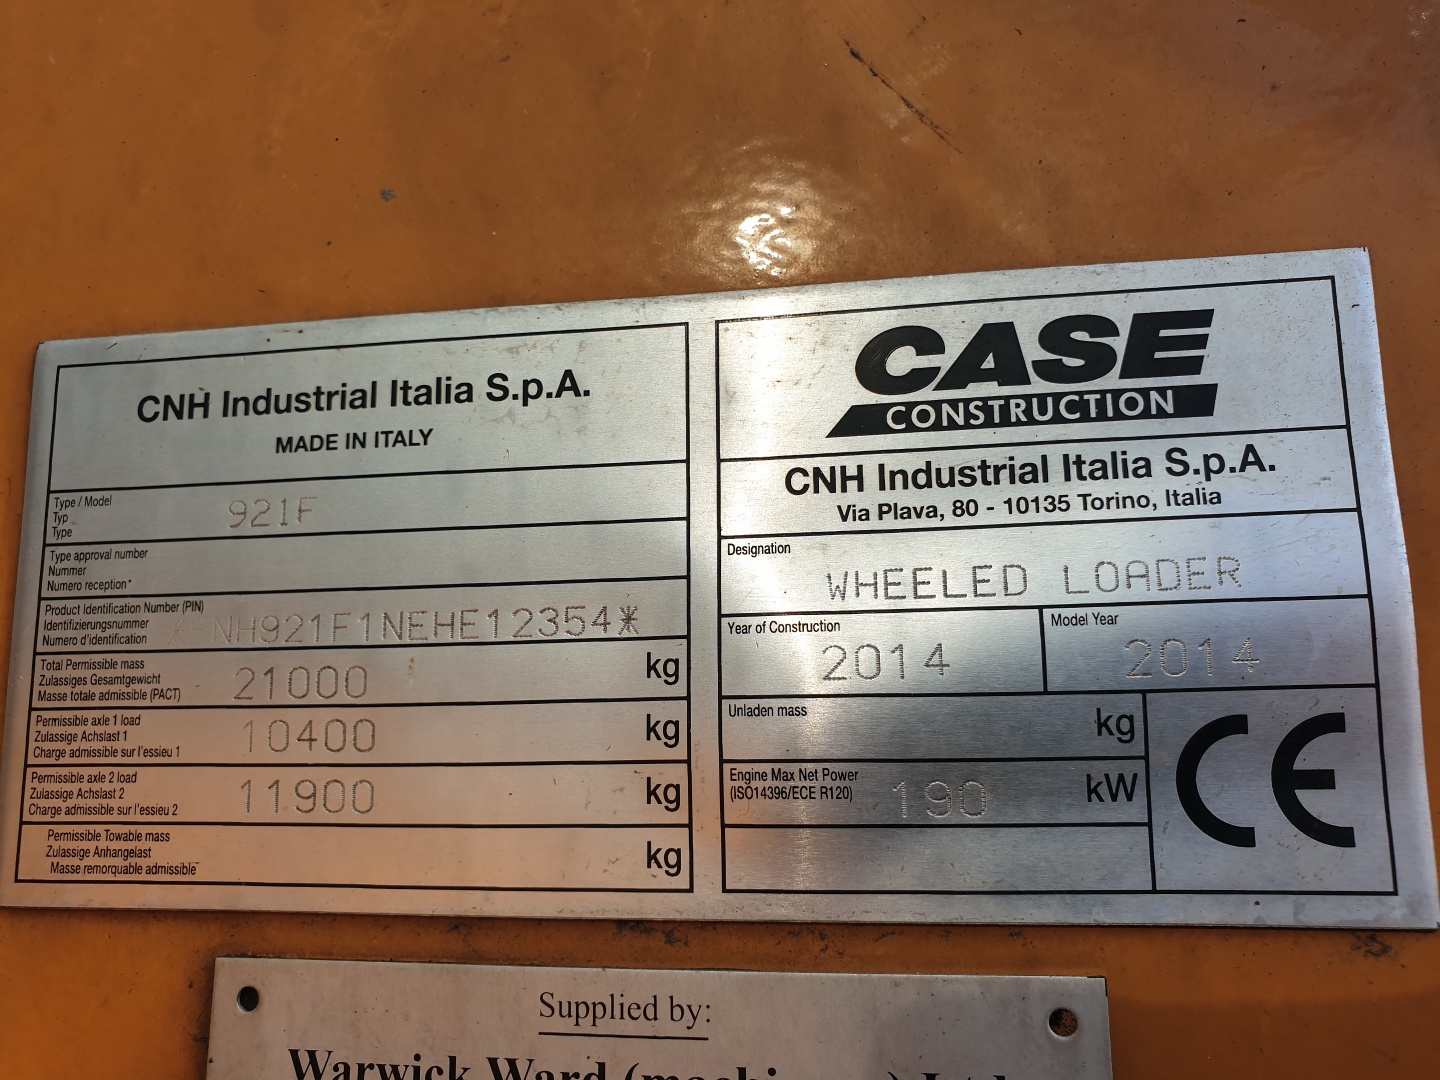 CNH Industrial Italia S.p.A.
MADE IN ITALY
Type / Model
Typ
Type
921F
Type approval number
Nummer
Numero reception*
Product Identification Number (PIN)
Identifizierungsnummer
Numero d'identification
NH921F1NEHE12354*
Total Permissible mass
Zulassiges Gesamtgewicht
Masse totale admissible (PACT)
21000 kg
Permissible axle 1 load
Zulassige Achslast 1
Charge admissible sur l'essieu 1
10400 kg
Permissible axle 2 load
Zulassige Achslast 2
Charge admissible sur l'essieu 2
11900 kg
Permissible Towable mass
Zulassige Anhangelast
Masse remorquable admissible
kg
CASE
CONSTRUCTION
CNH Industrial Italia S.p.A.
Via Plava, 80 - 10135 Torino, Italia
Designation
WHEELED LOADER
Year of Construction
2014
Model Year
2014
Unladen mass
kg
Engine Max Net Power
(ISO14396/ECE R120)
190 kW
CE
Supplied by:
Warwick Ward